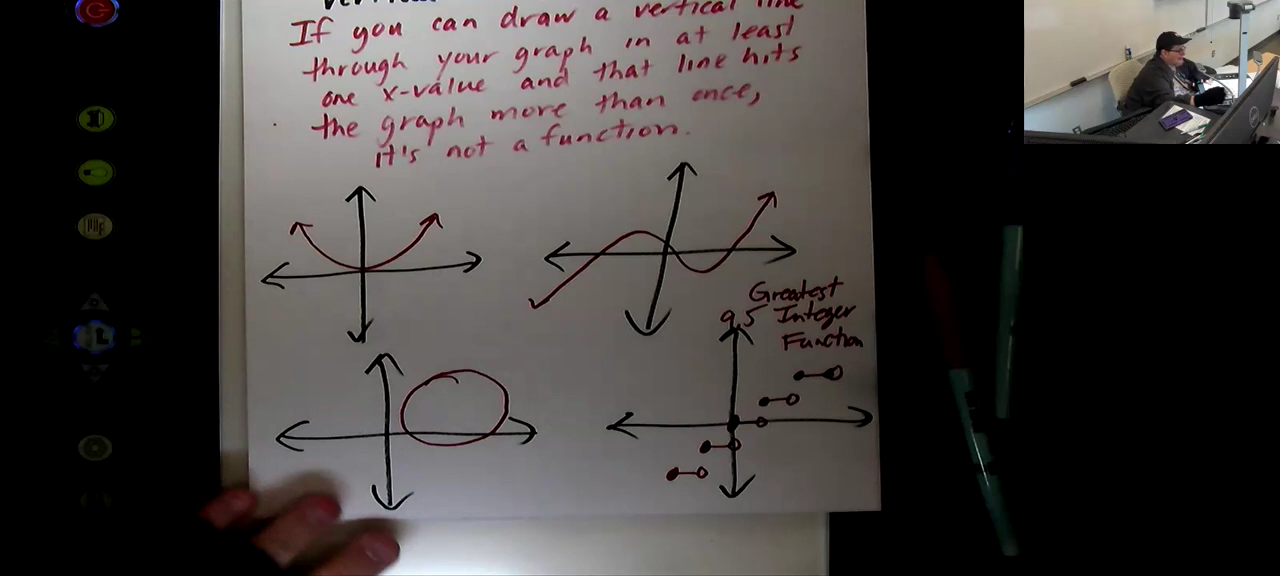 Vertical
If you can draw a vertical line
through your graph in at least
one x-value and that line hits
the graph more than once,
it's not a function.
Greatest
Integer
Function